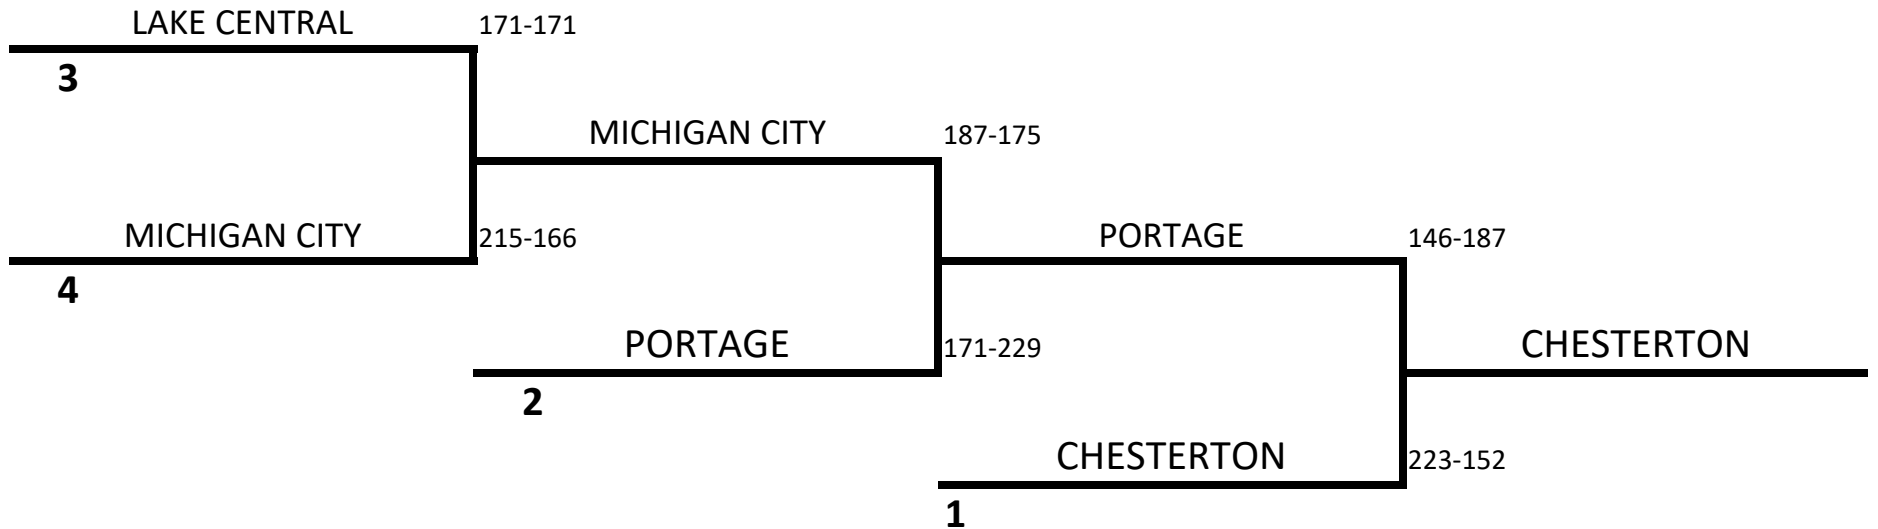 LAKE CENTRAL 171-171
3
MICHIGAN CITY 187-175
MICHIGAN CITY 215-166 PORTAGE 146-187
4
PORTAGE 171-229 CHESTERTON
2
CHESTERTON 223-152
1